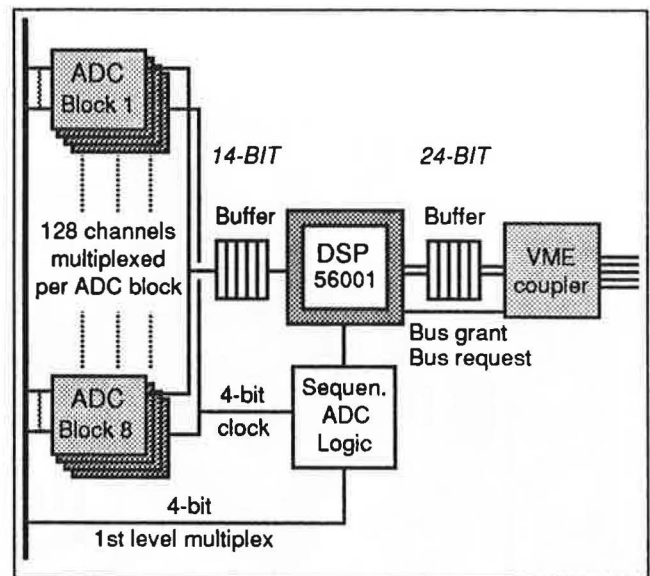 ADC
Block 1
14-BIT
24-BIT
128 channels
multiplexed
per ADC block
Buffer
DSP
56001
Buffer
VME
coupler
Bus grant
Bus request
ADC
Block 8
4-bit
clock
Sequen.
ADC
Logic
4-bit
1st level multiplex